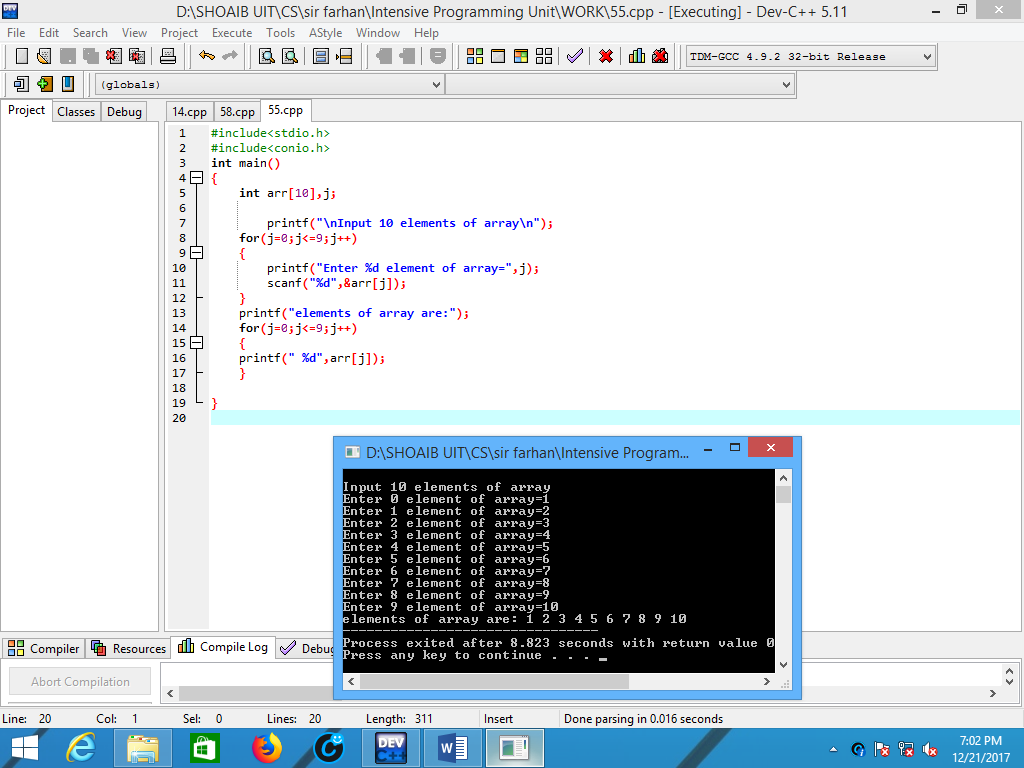 D:\SHOAIB UIT\CS\sir farhan\Intensive Programming Unit\WORK\55.cpp - [Executing] - Dev-C++ 5.11
File Edit Search View Project Execute Tools AStyle Window Help
TDM-GCC 4.9.2 32-bit Release
(globals)
Project Classes Debug
14.cpp 58.cpp 55.cpp
1 #include<stdio.h>
2 #include<conio.h>
3 int main()
4 {
5 int arr[10],j;
6
7 printf("\nInput 10 elements of array\n");
8 for(j=0;j<=9;j++)
9 {
10 printf("Enter %d element of array=",j);
11 scanf("%d",&arr[j]);
12 }
13 printf("elements of array are:");
14 for(j=0;j<=9;j++)
15 {
16 printf(" %d",arr[j]);
17 }
18
19 }
20
D:\SHOAIB UIT\CS\sir farhan\Intensive Program...
Input 10 elements of array
Enter 0 element of array=1
Enter 1 element of array=2
Enter 2 element of array=3
Enter 3 element of array=4
Enter 4 element of array=5
Enter 5 element of array=6
Enter 6 element of array=7
Enter 7 element of array=8
Enter 8 element of array=9
Enter 9 element of array=10
elements of array are: 1 2 3 4 5 6 7 8 9 10
--------------------------------
Process exited after 8.823 seconds with return value 0
Press any key to continue . . . _
Compiler Resources Compile Log Debug
Abort Compilation
Line: 20 Col: 1 Sel: 0 Lines: 20 Length: 311 Insert Done parsing in 0.016 seconds
DEV C++
7:02 PM
12/21/2017